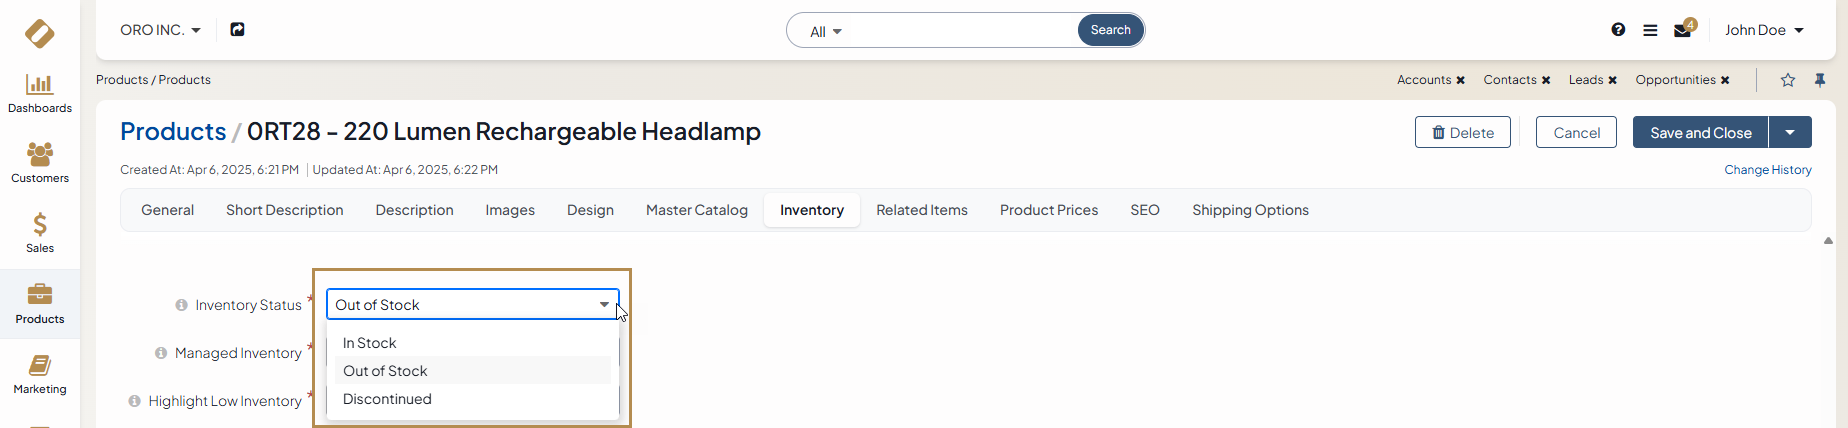 ORO INC.
All
Search
4
John Doe
Dashboards
Customers
Sales
Products
Marketing
Products / Products
Accounts ✖ Contacts ✖ Leads ✖ Opportunities ✖
Products / 0RT28 - 220 Lumen Rechargeable Headlamp
Delete
Cancel
Save and Close
Created At: Apr 6, 2025, 6:21 PM | Updated At: Apr 6, 2025, 6:22 PM
Change History
General Short Description Description Images Design Master Catalog Inventory Related Items Product Prices SEO Shipping Options
Inventory Status *
Out of Stock
In Stock
Out of Stock
Discontinued
Managed Inventory *
Highlight Low Inventory *